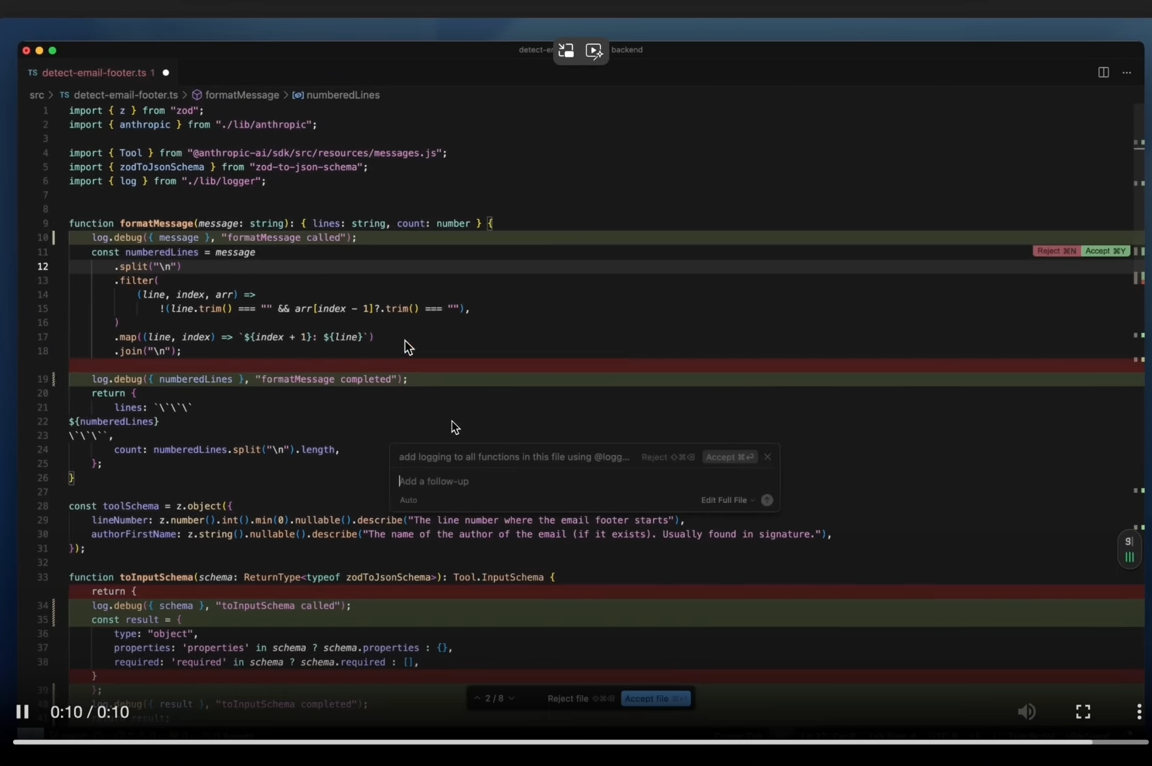 detect-e backend
TS detect-email-footer.ts 1
src > TS detect-email-footer.ts > formatMessage > numberedLines
1 import { z } from "zod";
2 import { anthropic } from "./lib/anthropic";
3
4 import { Tool } from "@anthropic-ai/sdk/src/resources/messages.js";
5 import { zodToJsonSchema } from "zod-to-json-schema";
6 import { log } from "./lib/logger";
7
8
9 function formatMessage(message: string): { lines: string, count: number } {
10 log.debug({ message }, "formatMessage called");
11 const numberedLines = message
Reject ⌘N Accept ⌘Y
12 .split("\n")
13 .filter(
14 (line, index, arr) =>
15 !(line.trim() === "" && arr[index - 1]?.trim() === ""),
16 )
17 .map((line, index) => `${index + 1}: ${line}`)
18 .join("\n");
19 log.debug({ numberedLines }, "formatMessage completed");
20 return {
21 lines: `\`\`\`
22 ${numberedLines}
23 \`\`\``,
24 count: numberedLines.split("\n").length,
25 };
26 }
27
add logging to all functions in this file using @logg... Reject ⇧⌘⌫ Accept ⌘⏎
Add a follow-up
Auto Edit Full File
28 const toolSchema = z.object({
29 lineNumber: z.number().int().min(0).nullable().describe("The line number where the email footer starts"),
30 authorFirstName: z.string().nullable().describe("The name of the author of the email (if it exists). Usually found in signature."),
31 });
32
33 function toInputSchema(schema: ReturnType<typeof zodToJsonSchema>): Tool.InputSchema {
return {
34 log.debug({ schema }, "toInputSchema called");
35 const result = {
36 type: "object",
37 properties: 'properties' in schema ? schema.properties : {},
38 required: 'required' in schema ? schema.required : [],
}
39 };
log.debug({ result }, "toInputSchema completed");
result;
2 / 8 Reject file Accept file
0:10 / 0:10